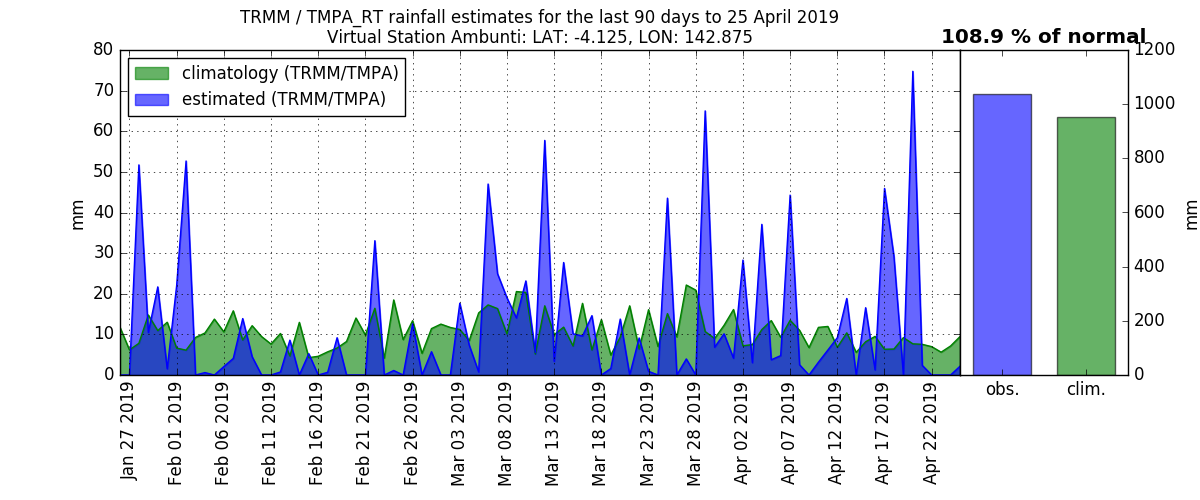 TRMM / TMPA_RT rainfall estimates for the last 90 days to 25 April 2019
Virtual Station Ambunti: LAT: -4.125, LON: 142.875
108.9 % of normal
climatology (TRMM/TMPA)
estimated (TRMM/TMPA)
mm
80
70
60
50
40
30
20
10
0
Jan 27 2019
Feb 01 2019
Feb 06 2019
Feb 11 2019
Feb 16 2019
Feb 21 2019
Feb 26 2019
Mar 03 2019
Mar 08 2019
Mar 13 2019
Mar 18 2019
Mar 23 2019
Mar 28 2019
Apr 02 2019
Apr 07 2019
Apr 12 2019
Apr 17 2019
Apr 22 2019
obs.
clim.
1200
1000
800
600
400
200
0
mm